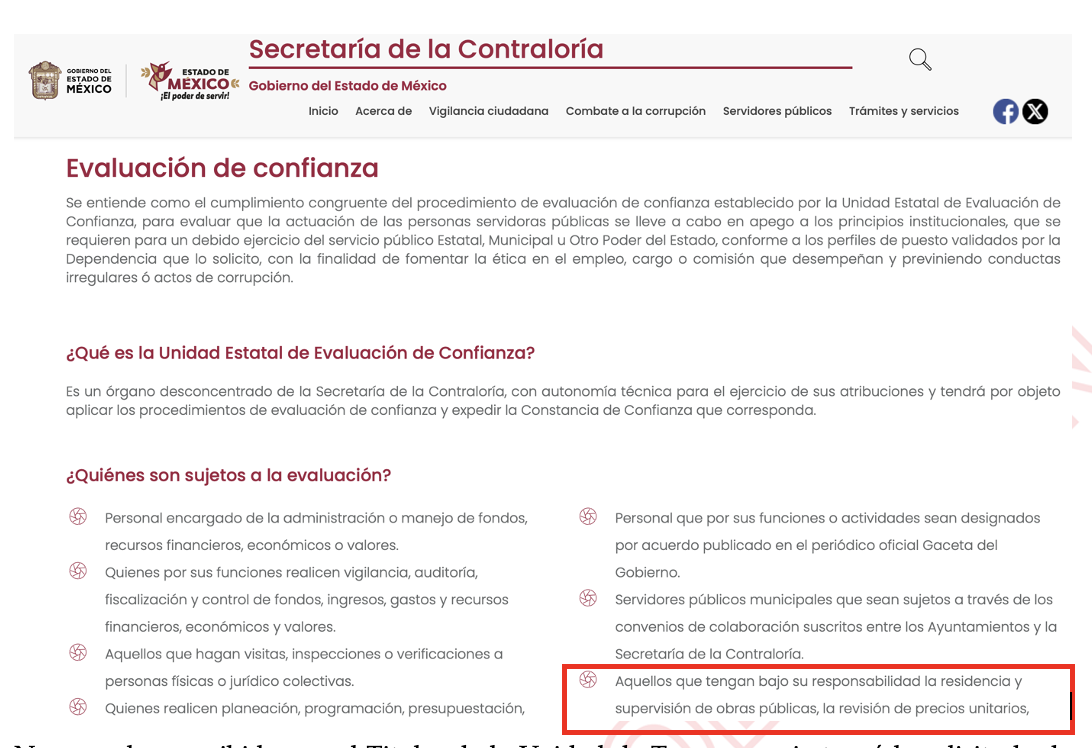 Secretaría de la Contraloría
GOBIERNO DEL
ESTADO DE
MÉXICO
ESTADO DE
MÉXICO
¡El poder de servir!
Gobierno del Estado de México
Inicio Acerca de Vigilancia ciudadana Combate a la corrupción Servidores públicos Trámites y servicios
Evaluación de confianza
Se entiende como el cumplimiento congruente del procedimiento de evaluación de confianza establecido por la Unidad Estatal de Evaluación de
Confianza, para evaluar que la actuación de las personas servidoras públicas se lleve a cabo en apego a los principios institucionales, que se
requieren para un debido ejercicio del servicio público Estatal, Municipal u Otro Poder del Estado, conforme a los perfiles de puesto validados por la
Dependencia que lo solicito, con la finalidad de fomentar la ética en el empleo, cargo o comisión que desempeñan y previniendo conductas
irregulares ó actos de corrupción.
¿Qué es la Unidad Estatal de Evaluación de Confianza?
Es un órgano desconcentrado de la Secretaría de la Contraloría, con autonomía técnica para el ejercicio de sus atribuciones y tendrá por objeto
aplicar los procedimientos de evaluación de confianza y expedir la Constancia de Confianza que corresponda.
¿Quiénes son sujetos a la evaluación?
Personal encargado de la administración o manejo de fondos,
recursos financieros, económicos o valores.
Quienes por sus funciones realicen vigilancia, auditoría,
fiscalización y control de fondos, ingresos, gastos y recursos
financieros, económicos y valores.
Aquellos que hagan visitas, inspecciones o verificaciones a
personas físicas o jurídico colectivas.
Quienes realicen planeación, programación, presupuestación,
Personal que por sus funciones o actividades sean designados
por acuerdo publicado en el periódico oficial Gaceta del
Gobierno.
Servidores públicos municipales que sean sujetos a través de los
convenios de colaboración suscritos entre los Ayuntamientos y la
Secretaría de la Contraloría.
Aquellos que tengan bajo su responsabilidad la residencia y
supervisión de obras públicas, la revisión de precios unitarios,